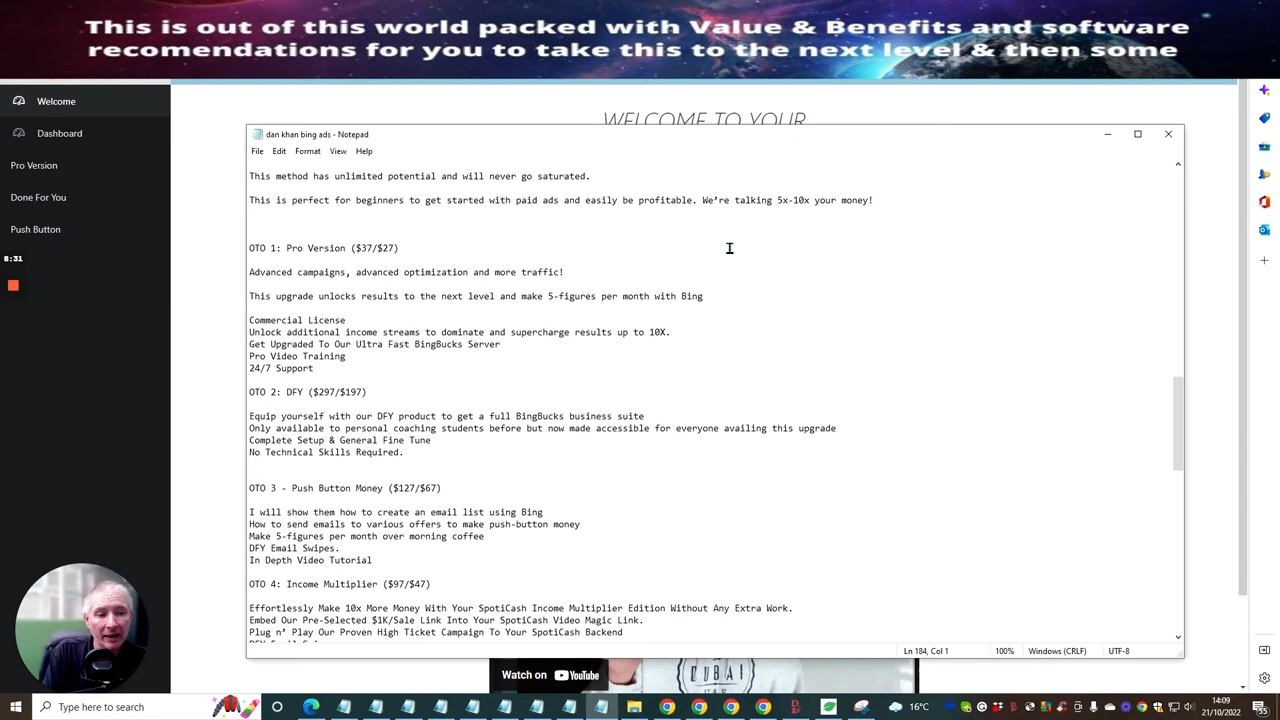 This is out of this world packed with Value & Benefits and software
recomendations for you to take this to the next level & then some
Welcome
Dashboard
Pro Version
Done For You
Push Button
8:31
WELCOME TO YOUR
dan khan bing ads - Notepad
File Edit Format View Help
This method has unlimited potential and will never go saturated.
This is perfect for beginners to get started with paid ads and easily be profitable. We’re talking 5x-10x your money!
OTO 1: Pro Version ($37/$27)
Advanced campaigns, advanced optimization and more traffic!
This upgrade unlocks results to the next level and make 5-figures per month with Bing
Commercial License
Unlock additional income streams to dominate and supercharge results up to 10X.
Get Upgraded To Our Ultra Fast BingBucks Server
Pro Video Training
24/7 Support
OTO 2: DFY ($297/$197)
Equip yourself with our DFY product to get a full BingBucks business suite
Only available to personal coaching students before but now made accessible for everyone availing this upgrade
Complete Setup & General Fine Tune
No Technical Skills Required.
OTO 3 - Push Button Money ($127/$67)
I will show them how to create an email list using Bing
How to send emails to various offers to make push-button money
Make 5-figures per month over morning coffee
DFY Email Swipes.
In Depth Video Tutorial
OTO 4: Income Multiplier ($97/$47)
Effortlessly Make 10x More Money With Your SpotiCash Income Multiplier Edition Without Any Extra Work.
Embed Our Pre-Selected $1K/Sale Link Into Your SpotiCash Video Magic Link.
Plug n’ Play Our Proven High Ticket Campaign To Your SpotiCash Backend
Ln 184, Col 1 100% Windows (CRLF) UTF-8
Watch on YouTube
DUBAI
UAE
Type here to search
16°C
14:09
21/10/2022